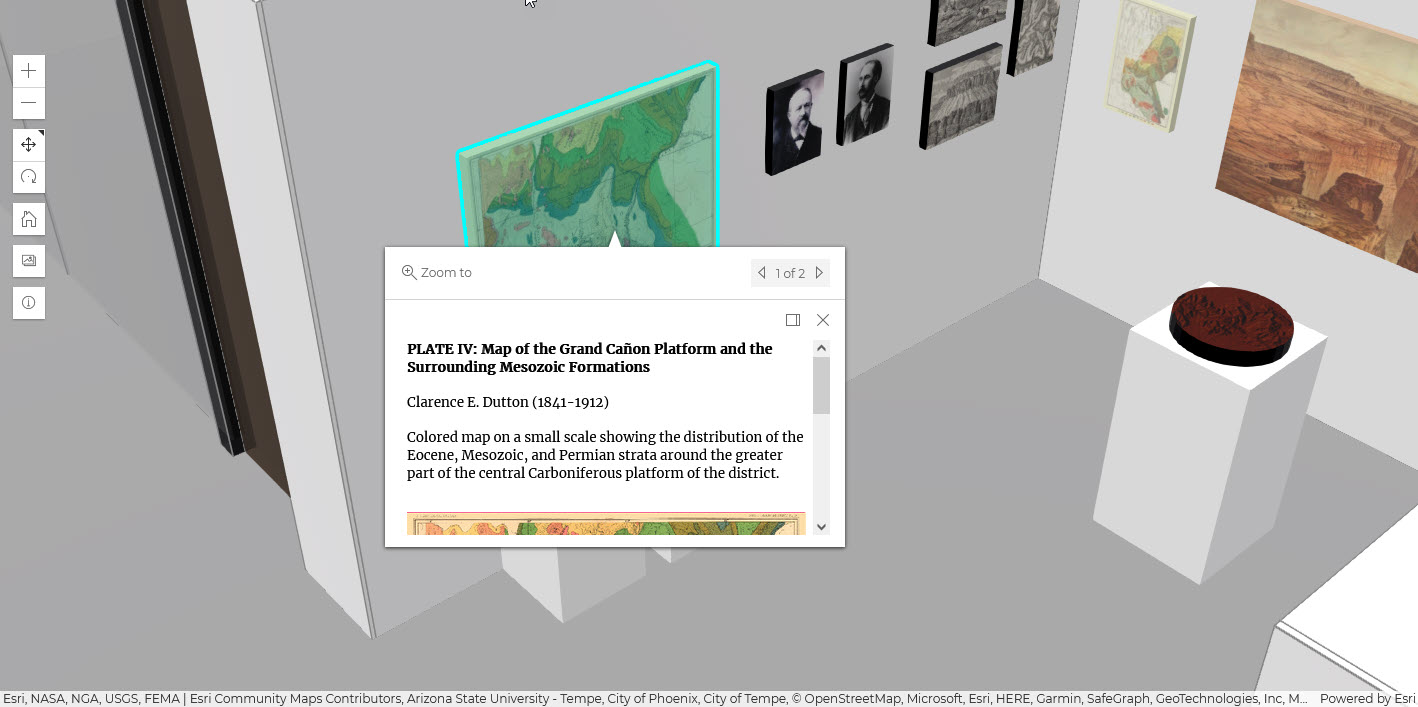 Zoom to
1 of 2
PLATE IV: Map of the Grand Cañon Platform and the
Surrounding Mesozoic Formations
Clarence E. Dutton (1841-1912)
Colored map on a small scale showing the distribution of the
Eocene, Mesozoic, and Permian strata around the greater
part of the central Carboniferous platform of the district.
Esri, NASA, NGA, USGS, FEMA | Esri Community Maps Contributors, Arizona State University - Tempe, City of Phoenix, City of Tempe, © OpenStreetMap, Microsoft, Esri, HERE, Garmin, SafeGraph, GeoTechnologies, Inc, M... Powered by Esri